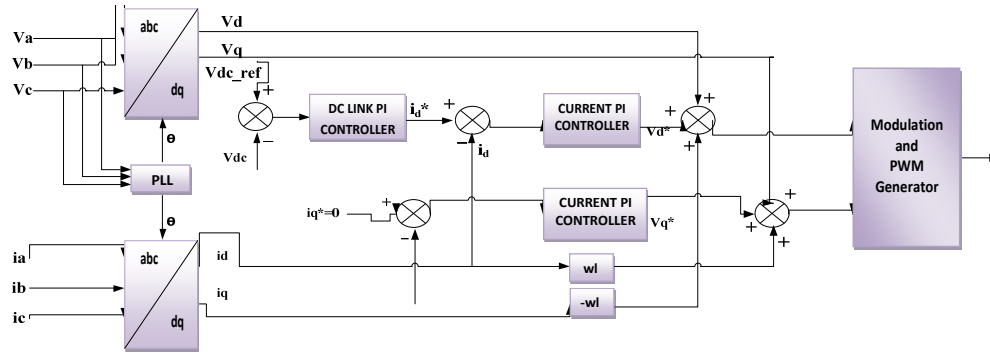 Va
Vb
Vc
abc
dq
Vd
Vq
Vdc_ref
+
−
Vdc
DC LINK PI
CONTROLLER
id*
+
−
id
CURRENT PI
CONTROLLER
Vd*
+
+
+
Modulation
and
PWM
Generator
θ
PLL
θ
iq*=0
+
−
CURRENT PI
CONTROLLER
Vq*
+
+
+
ia
ib
ic
abc
dq
id
iq
wl
-wl